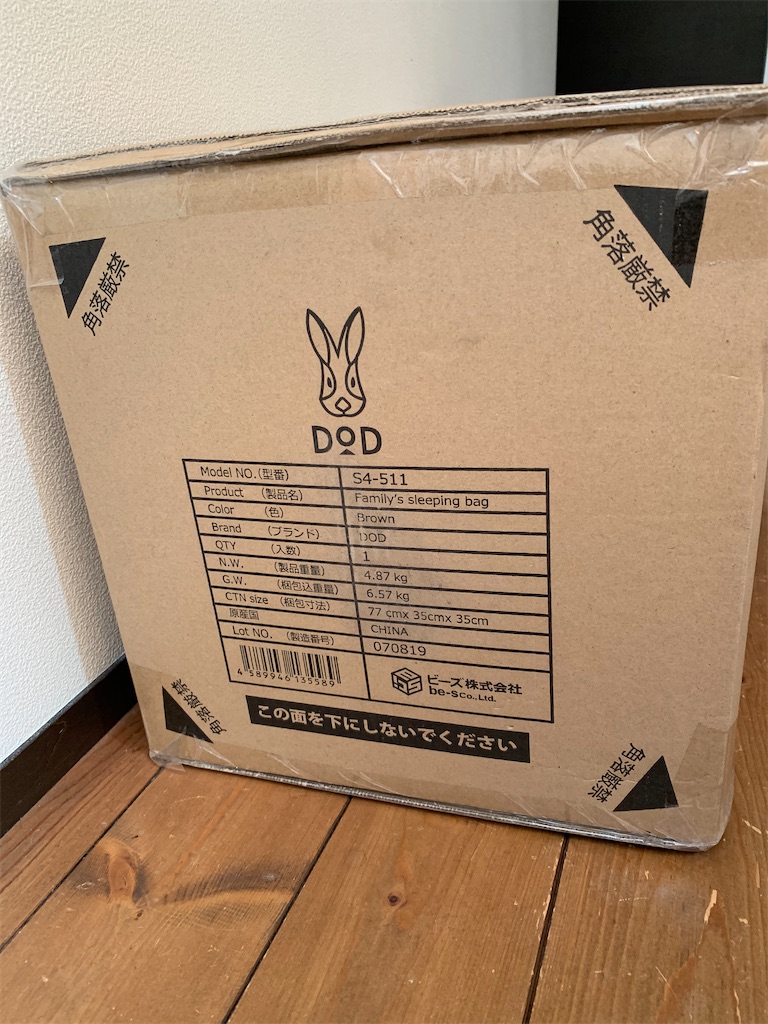 角落厳禁
角落厳禁
DOD
Model NO.(型番) S4-511
Product (製品名) Family's sleeping bag
Color (色) Brown
Brand (ブランド) DOD
QTY (入数) 1
N.W. (製品重量) 4.87 kg
G.W. (梱包込重量) 6.57 kg
CTN size (梱包寸法) 77 cmx 35cmx 35cm
原産国 CHINA
Lot NO. (製造番号) 070819
4 589946 135589
ビーズ株式会社
be-s co.,Ltd.
角落厳禁
この面を下にしないでください
角落厳禁